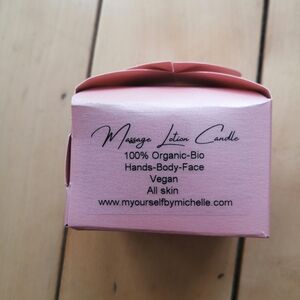 Massage Lotion Candle
100% Organic-Bio
Hands-Body-Face
Vegan
All skin
www.myourselfbymichelle.com